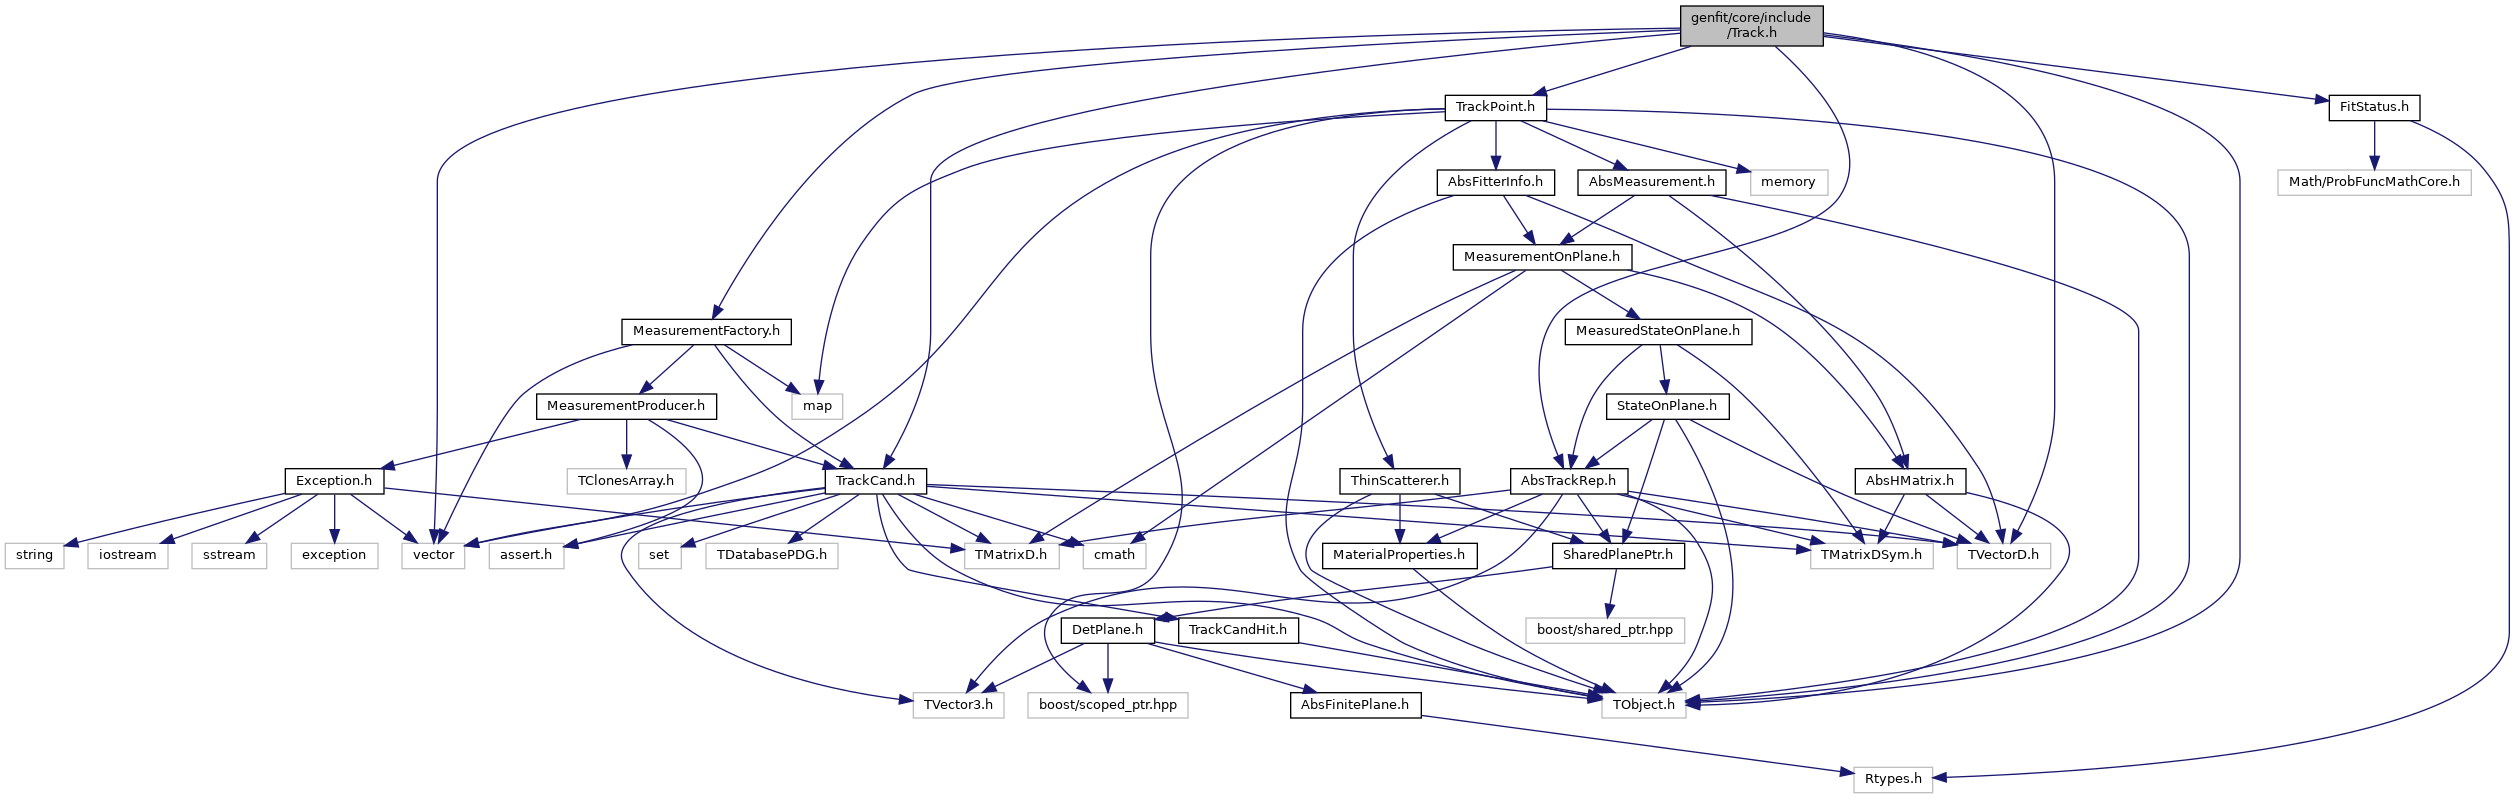 genfit/core/include
/Track.h
TrackPoint.h
FitStatus.h
AbsFitterInfo.h
AbsMeasurement.h
memory
Math/ProbFuncMathCore.h
MeasurementOnPlane.h
MeasurementFactory.h
MeasuredStateOnPlane.h
MeasurementProducer.h
map
StateOnPlane.h
Exception.h
TClonesArray.h
TrackCand.h
ThinScatterer.h
AbsTrackRep.h
AbsHMatrix.h
string
iostream
sstream
exception
vector
assert.h
set
TDatabasePDG.h
TMatrixD.h
cmath
MaterialProperties.h
SharedPlanePtr.h
TMatrixDSym.h
TVectorD.h
DetPlane.h
TrackCandHit.h
boost/shared_ptr.hpp
TVector3.h
boost/scoped_ptr.hpp
AbsFinitePlane.h
TObject.h
Rtypes.h